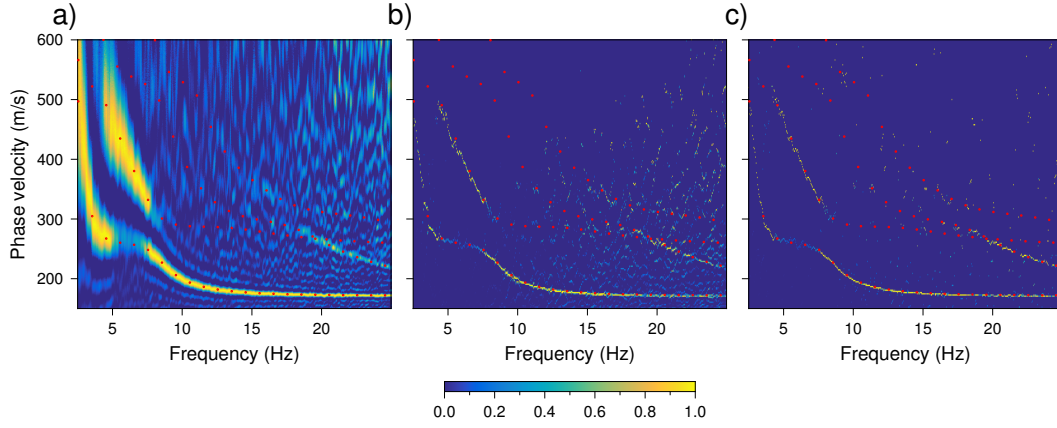 a)
b)
c)
600
500
400
300
200
Phase velocity (m/s)
5 10 15 20
5 10 15 20
5 10 15 20
Frequency (Hz)
Frequency (Hz)
Frequency (Hz)
0.0 0.2 0.4 0.6 0.8 1.0